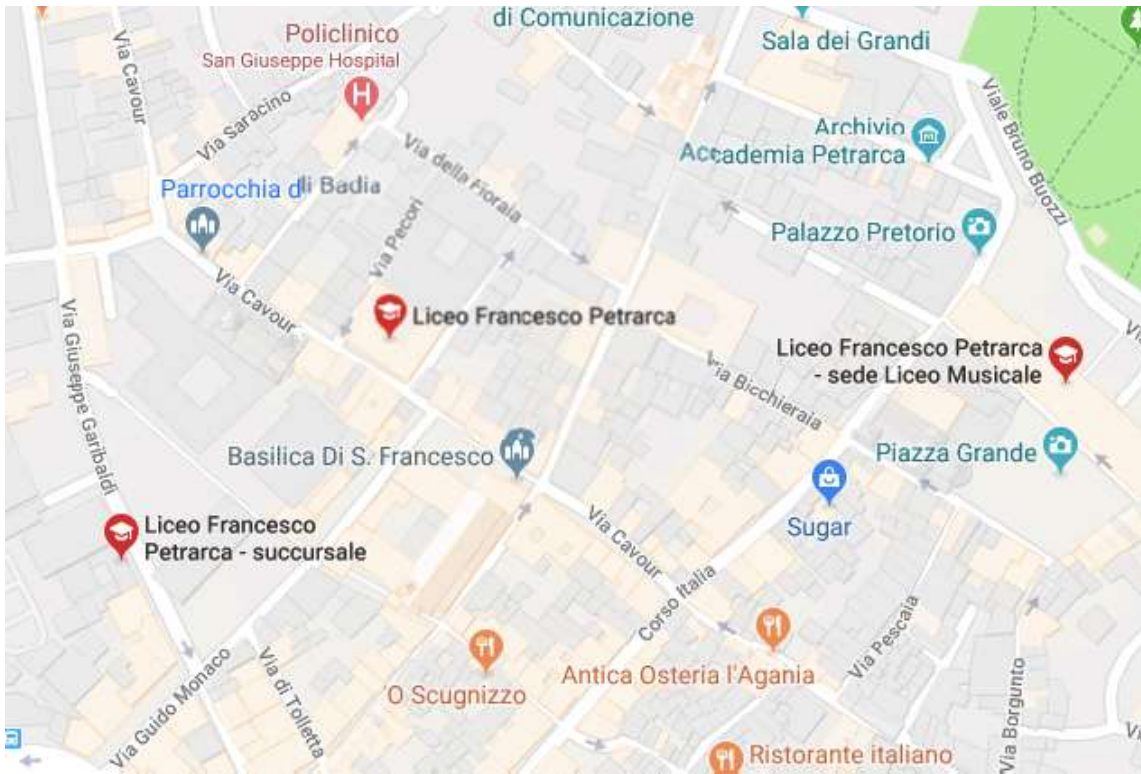 di Comunicazione
Policlinico
San Giuseppe Hospital
Sala dei Grandi
Via Cavour
Via Saracino
Viale Bruno Buozzi
Archivio
Accademia Petrarca
Via della Fioraia
Parrocchia di Badia
Via Pecori
Palazzo Pretorio
Via Cavour
Liceo Francesco Petrarca
Via Giuseppe Garibaldi
Liceo Francesco Petrarca
- sede Liceo Musicale
Via Bicchieraia
Basilica Di S. Francesco
Piazza Grande
Liceo Francesco
Petrarca - succursale
Sugar
Via Cavour
Corso Italia
Via Pescaia
Antica Osteria l'Agania
O Scugnizzo
Via Guido Monaco
Via di Tolletta
Via Borgunto
Ristorante italiano
H